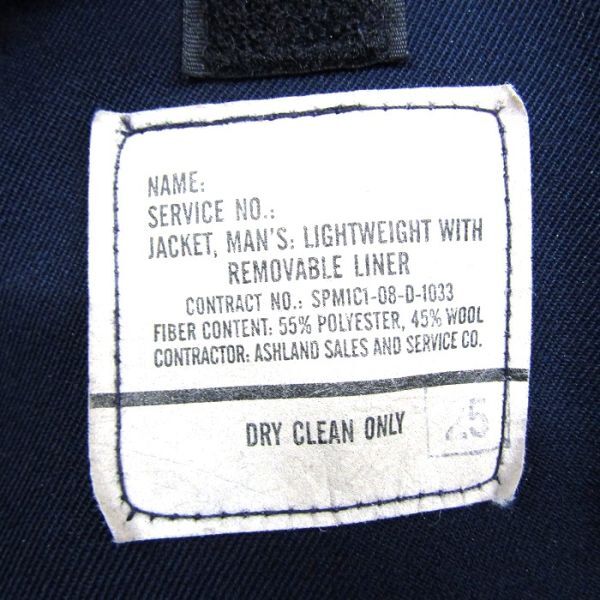 NAME:
SERVICE NO.:
JACKET, MAN'S: LIGHTWEIGHT WITH
REMOVABLE LINER
CONTRACT NO.: SPM1C1-08-D-1033
FIBER CONTENT: 55% POLYESTER, 45% WOOL
CONTRACTOR: ASHLAND SALES AND SERVICE CO.
DRY CLEAN ONLY